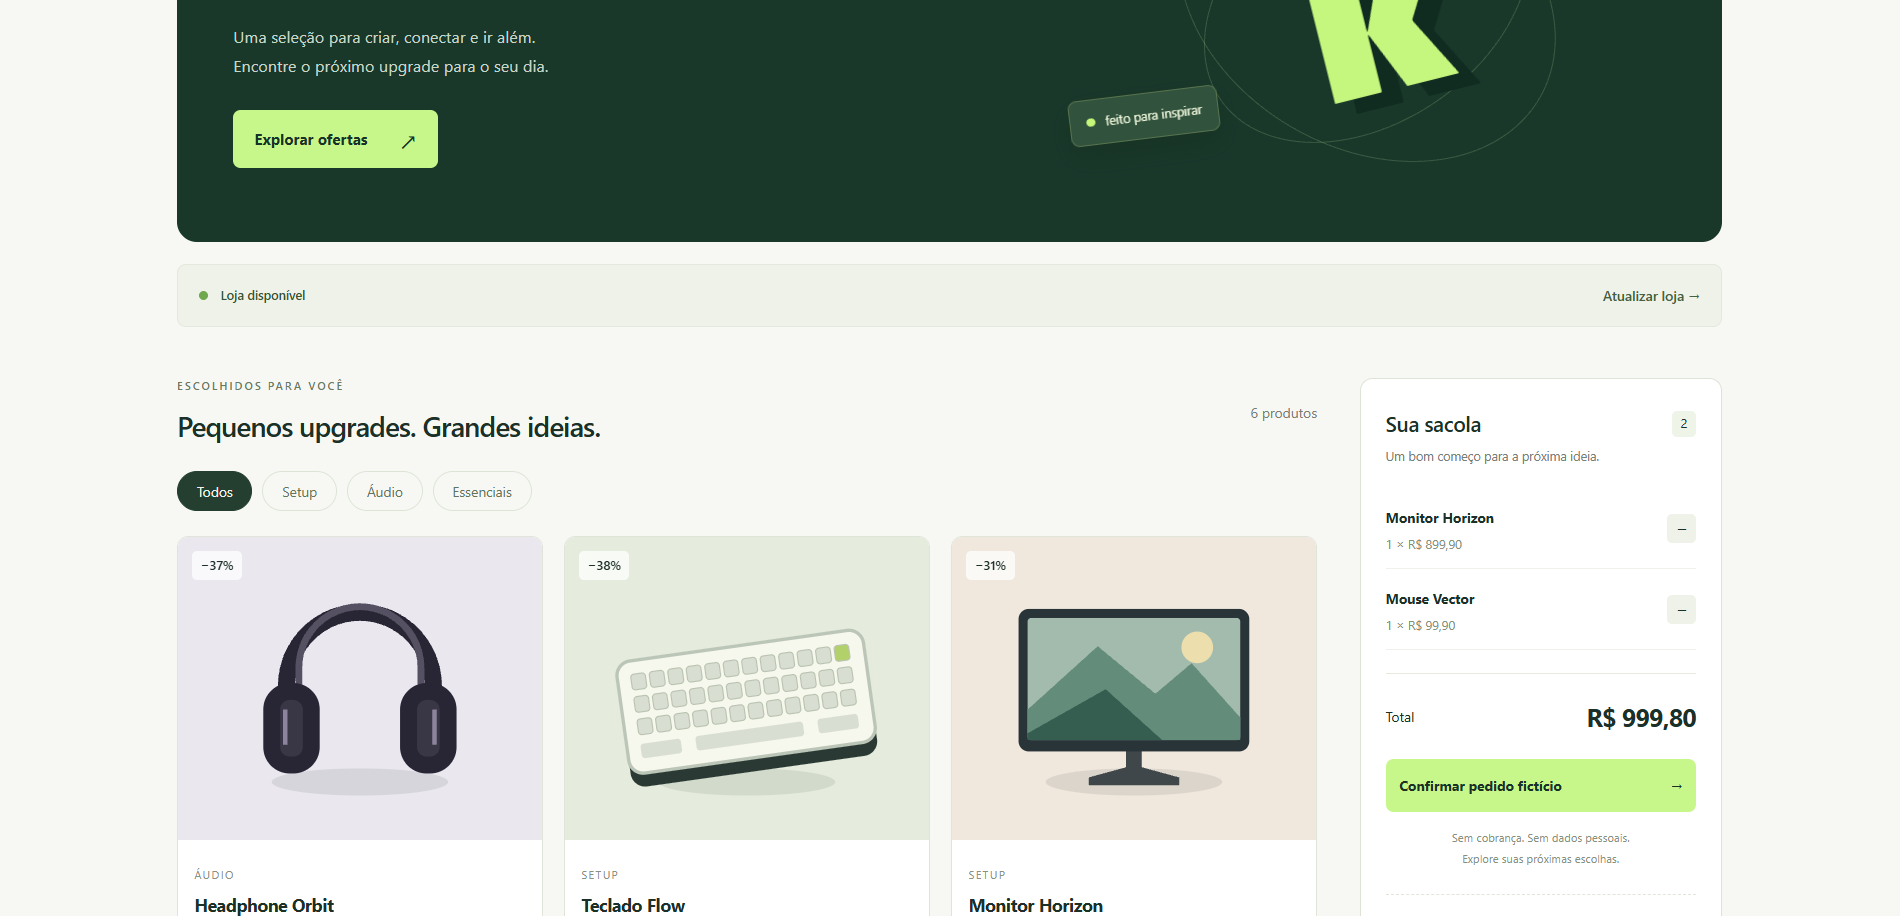 Uma seleção para criar, conectar e ir além.
Encontre o próximo upgrade para o seu dia.
Explorar ofertas ↗
feito para inspirar
Loja disponível
Atualizar loja →
ESCOLHIDOS PARA VOCÊ
Pequenos upgrades. Grandes ideias.
6 produtos
Todos
Setup
Áudio
Essenciais
−37%
ÁUDIO
Headphone Orbit
−38%
SETUP
Teclado Flow
−31%
SETUP
Monitor Horizon
Sua sacola
2
Um bom começo para a próxima ideia.
Monitor Horizon
1 × R$ 899,90
−
Mouse Vector
1 × R$ 99,90
−
Total
R$ 999,80
Confirmar pedido fictício →
Sem cobrança. Sem dados pessoais.
Explore suas próximas escolhas.